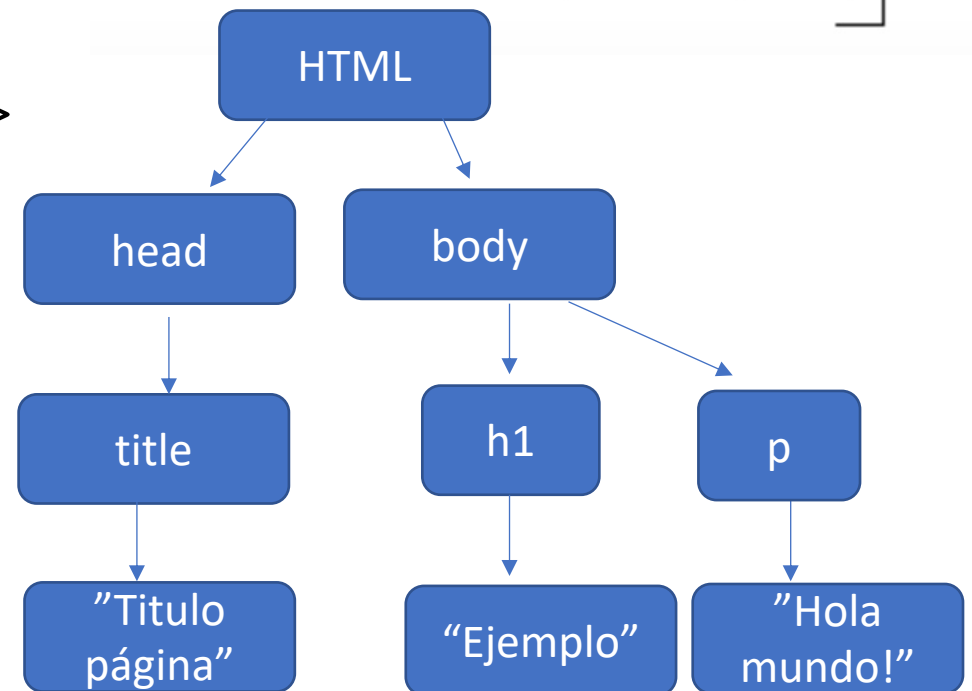 HTML
>
head
body
title
h1
p
”Titulo
página”
“Ejemplo”
”Hola
mundo!”